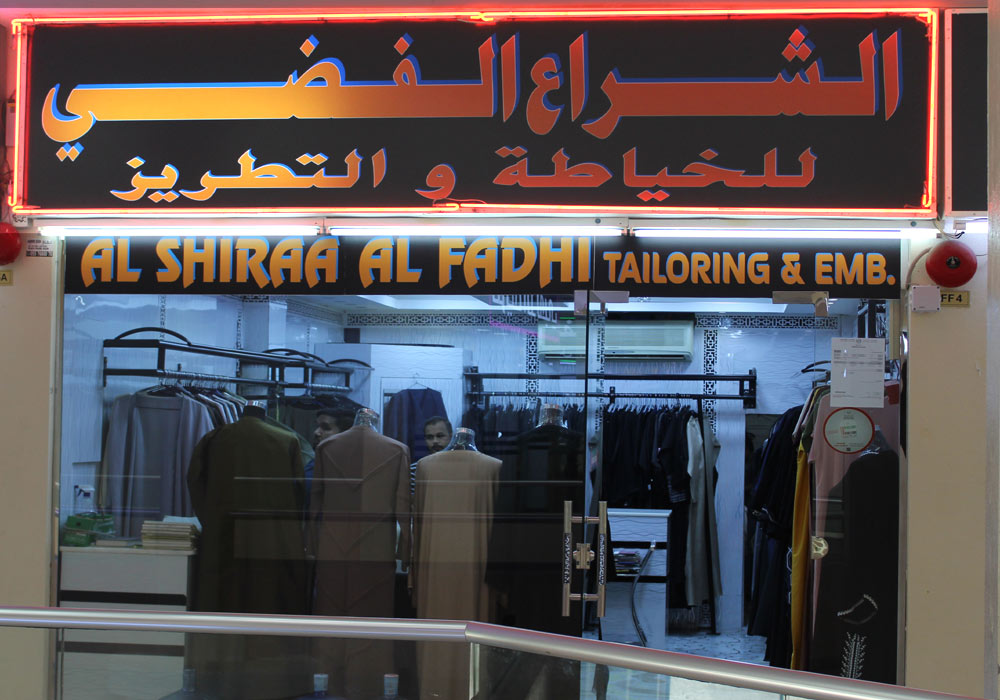 الشراع الفضي
للخياطة و التطريز
AL SHIRAA AL FADHI TAILORING & EMB.
FF4